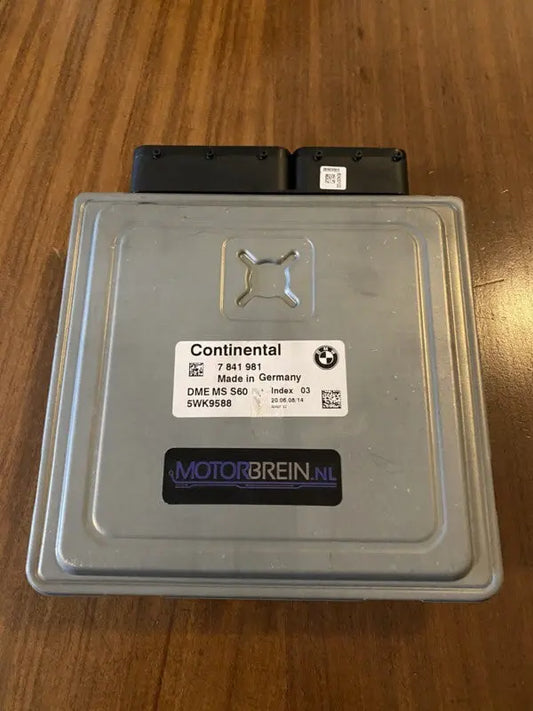 Continental
7 841 981
Made in Germany
DME MS S60
Index 03
5WK9588
20.06.08/14
BMW
MOTORBREIN.NL